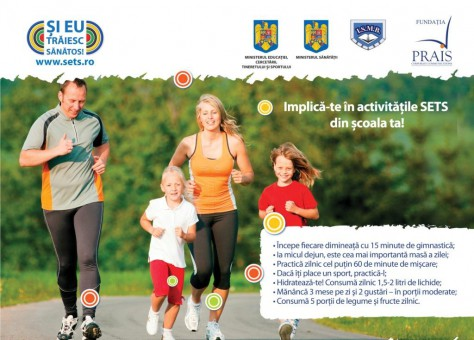 ȘI EU
TRĂIESC
SĂNĂTOS!
www.sets.ro
MINISTERUL EDUCAȚIEI,
CERCETĂRII,
TINERETULUI ȘI SPORTULUI
MINISTERUL SĂNĂTĂȚII
I.N.M.B.
FUNDAȚIA
PRAIS
Implică-te în activitățile SETS
din școala ta!
• Începe fiecare dimineață cu 15 minute de gimnastică;
• Ia micul dejun, este cea mai importantă masă a zilei;
• Practică zilnic cel puțin 60 de minute de mișcare;
• Dacă îți place un sport, practică-l;
• Hidratează-te! Consumă zilnic 1,5-2 litri de lichide;
• Mănâncă 3 mese pe zi și 2 gustări – în porții moderate;
• Consumă 5 porții de legume și fructe zilnic.